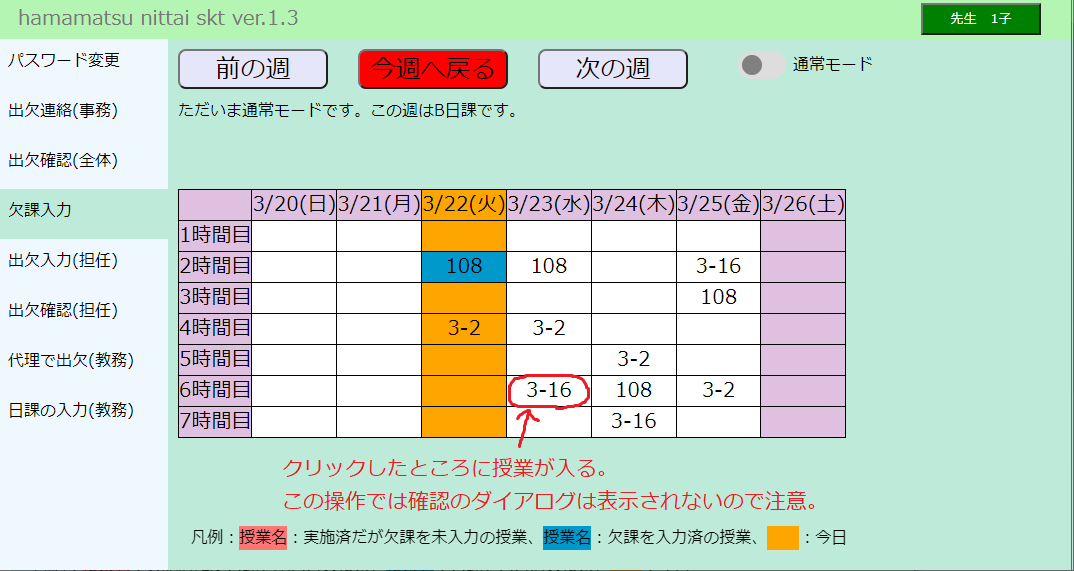 hamamatsu nittai skt ver.1.3
先生　1子
パスワード変更
出欠連絡(事務)
出欠確認(全体)
欠課入力
出欠入力(担任)
出欠確認(担任)
代理で出欠(教務)
日課の入力(教務)
前の週 今週へ戻る 次の週 通常モード
ただいま通常モードです。この週はB日課です。
3/20(日) 3/21(月) 3/22(火) 3/23(水) 3/24(木) 3/25(金) 3/26(土)
1時間目
2時間目 108 108 3-16
3時間目 108
4時間目 3-2 3-2
5時間目 3-2
6時間目 3-16 108 3-2
7時間目 3-16
クリックしたところに授業が入る。
この操作では確認のダイアログは表示されないので注意。
凡例：授業名：実施済だが欠課を未入力の授業、授業名：欠課を入力済の授業、　：今日